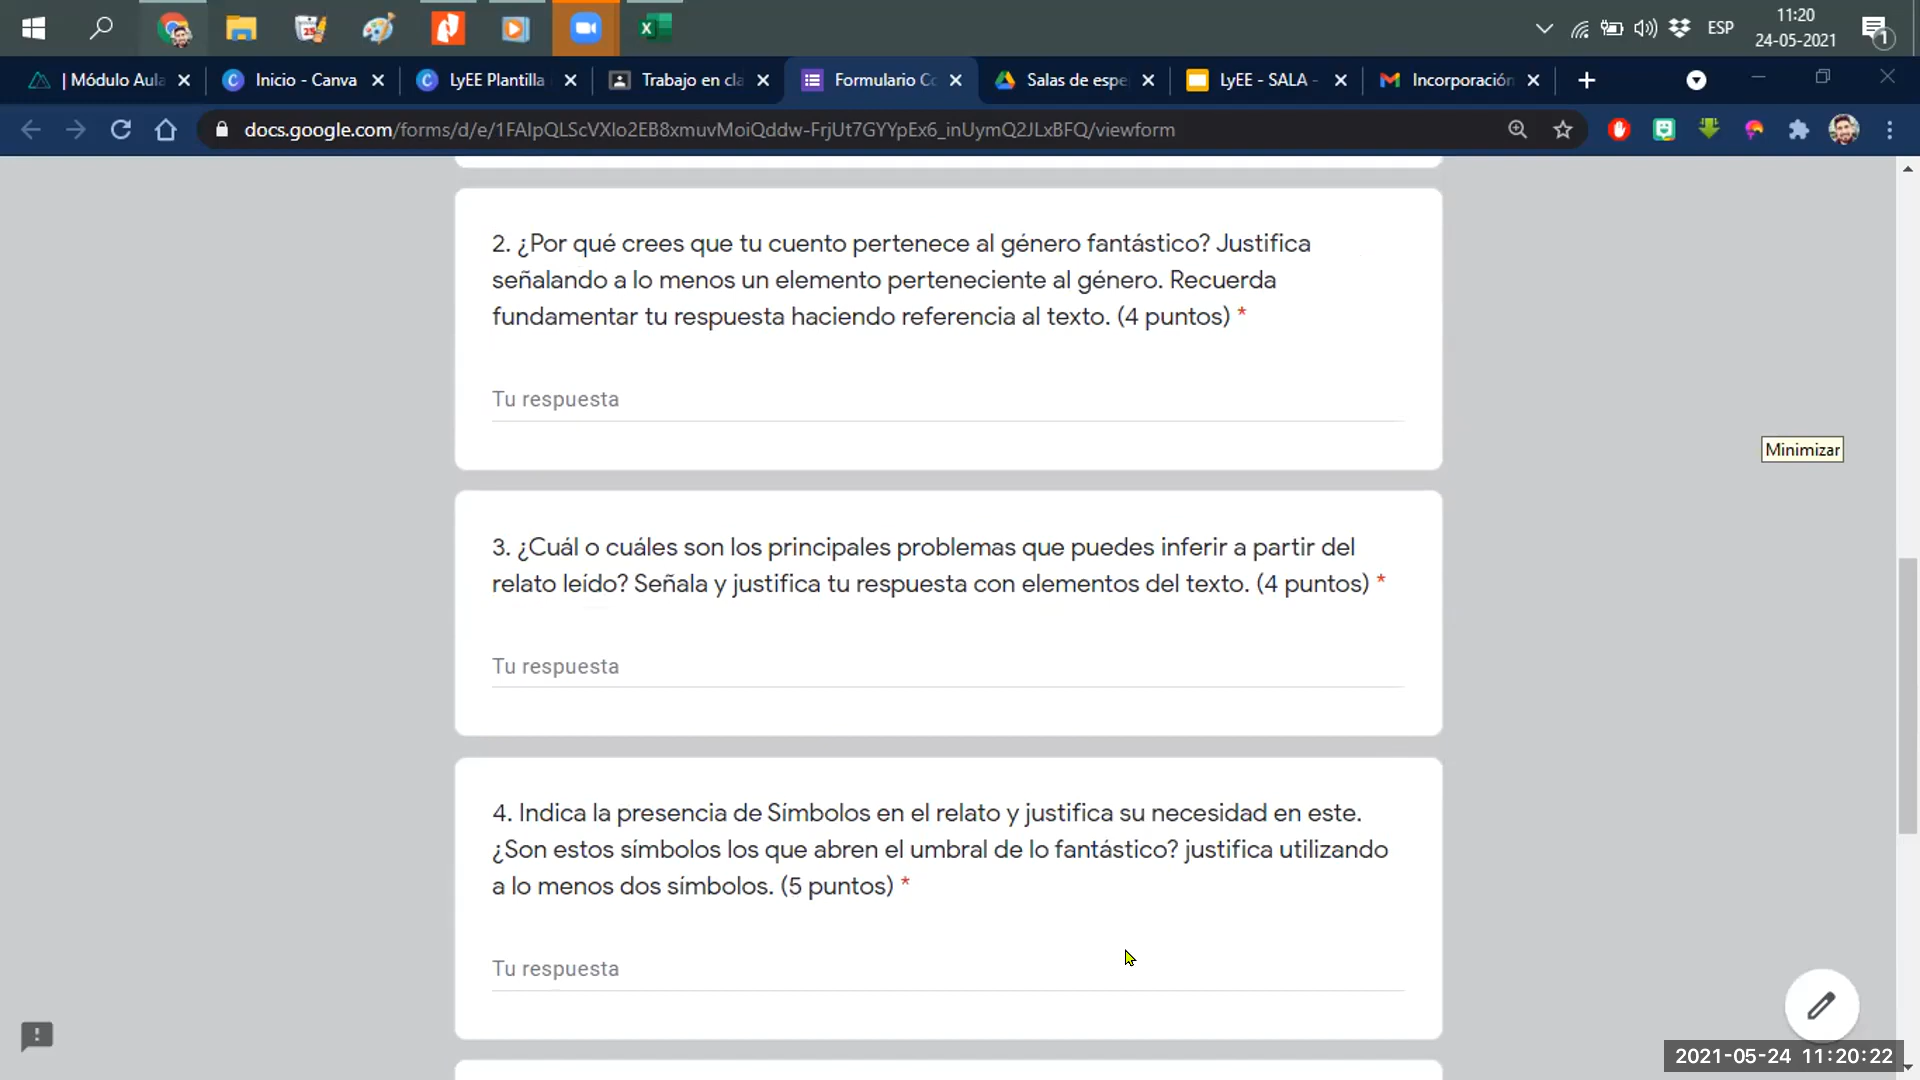 ESP
11:20
24-05-2021
1
| Módulo Aula
Inicio - Canva
LyEE Plantilla
Trabajo en cla
Formulario Co
Salas de espe
LyEE - SALA -
Incorporación
docs.google.com/forms/d/e/1FAIpQLScVXIo2EB8xmuvMoiQddw-FrjUt7GYYpEx6_inUymQ2JLxBFQ/viewform
2. ¿Por qué crees que tu cuento pertenece al género fantástico? Justifica
señalando a lo menos un elemento perteneciente al género. Recuerda
fundamentar tu respuesta haciendo referencia al texto. (4 puntos) *
Tu respuesta
Minimizar
3. ¿Cuál o cuáles son los principales problemas que puedes inferir a partir del
relato leído? Señala y justifica tu respuesta con elementos del texto. (4 puntos) *
Tu respuesta
4. Indica la presencia de Símbolos en el relato y justifica su necesidad en este.
¿Son estos símbolos los que abren el umbral de lo fantástico? justifica utilizando
a lo menos dos símbolos. (5 puntos) *
Tu respuesta
2021-05-24 11:20:22